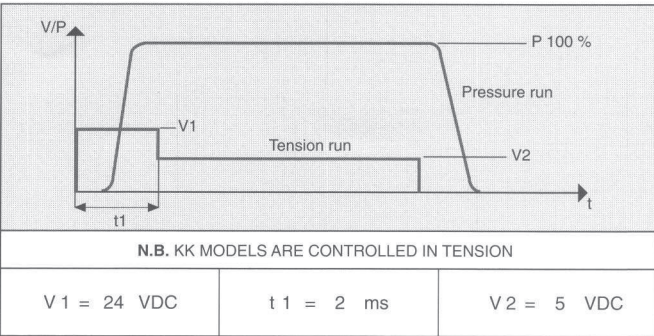 V/P
P 100 %
Pressure run
V1
Tension run
V2
t1
t
N.B. KK MODELS ARE CONTROLLED IN TENSION
V 1 = 24 VDC
t 1 = 2 ms
V 2 = 5 VDC